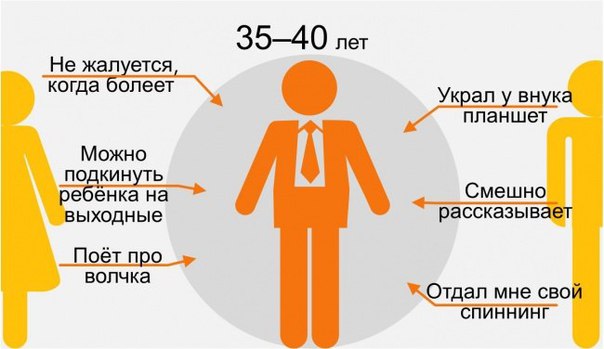 35–40 лет
Не жалуется,
когда болеет
Можно
подкинуть
ребёнка на
выходные
Поёт про
волчка
Украл у внука
планшет
Смешно
рассказывает
Отдал мне свой
спиннинг